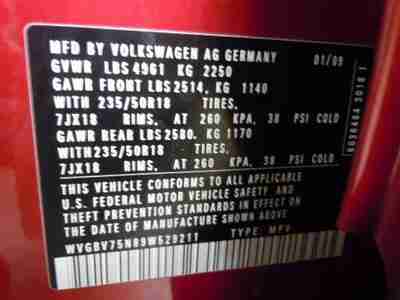 MFD BY VOLKSWAGEN AG GERMANY 01/09
GVWR LBS 4961 KG 2250
GAWR FRONT LBS 2514, KG 1140
WITH 235/50R18 TIRES,
7JX18 RIMS, AT 260 KPA, 38 PSI COLD
GAWR REAR LBS 2580. KG 1170
WITH 235/50R18 TIRES,
7JX18 RIMS, AT 260 KPA, 38 PSI COLD
THIS VEHICLE CONFORMS TO ALL APPLICABLE
U.S. FEDERAL MOTOR VEHICLE SAFETY AND
THEFT PREVENTION STANDARDS IN EFFECT ON
THE DATE OF MANUFACTURE SHOWN ABOVE
WVGBV75N89W529211 TYPE: MPV